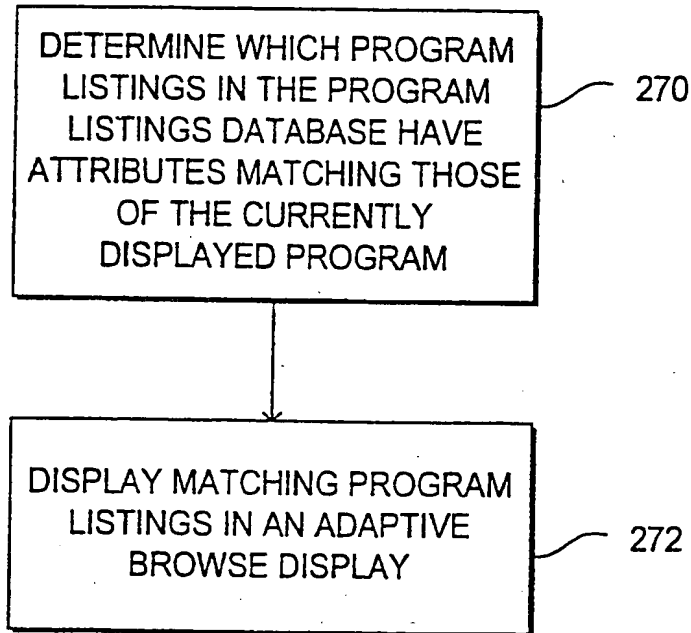 DETERMINE WHICH PROGRAM
LISTINGS IN THE PROGRAM
LISTINGS DATABASE HAVE
ATTRIBUTES MATCHING THOSE
OF THE CURRENTLY
DISPLAYED PROGRAM
270
DISPLAY MATCHING PROGRAM
LISTINGS IN AN ADAPTIVE
BROWSE DISPLAY
272